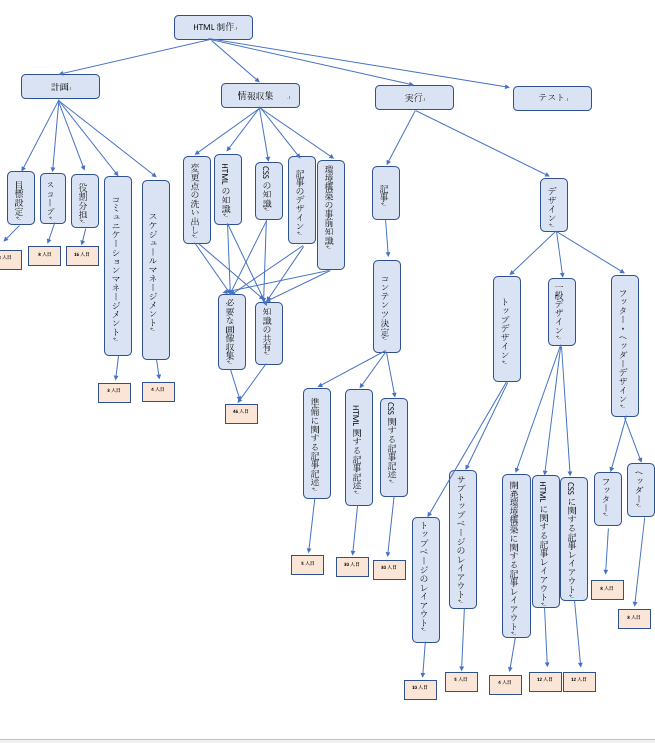 HTML 制作
計画
情報収集
実行
テスト
目標設定
スコープ
役割分担
コミュニケーションマネージメント
スケジュールマネージメント
変更点の洗い出し
HTML の知識
CSS の知識
記事のデザイン
環境構築の事前知識
記事
デザイン
人日
8 人日
16 人日
3 人日
4 人日
必要な画像収集
知識の共有
46 人日
コンテンツ決定
トップデザイン
一般デザイン
フッター・ヘッダーデザイン
準備に関する記事記述
HTML 関する記事記述
CSS 関する記事記述
5 人日
30 人日
30 人日
トップページのレイアウト
サブトップページのレイアウト
開発環境構築に関する記事レイアウト
HTML に関する記事レイアウト
CSS に関する記事レイアウト
フッター
ヘッダー
8 人日
8 人日
10 人日
5 人日
4 人日
12 人日
12 人日